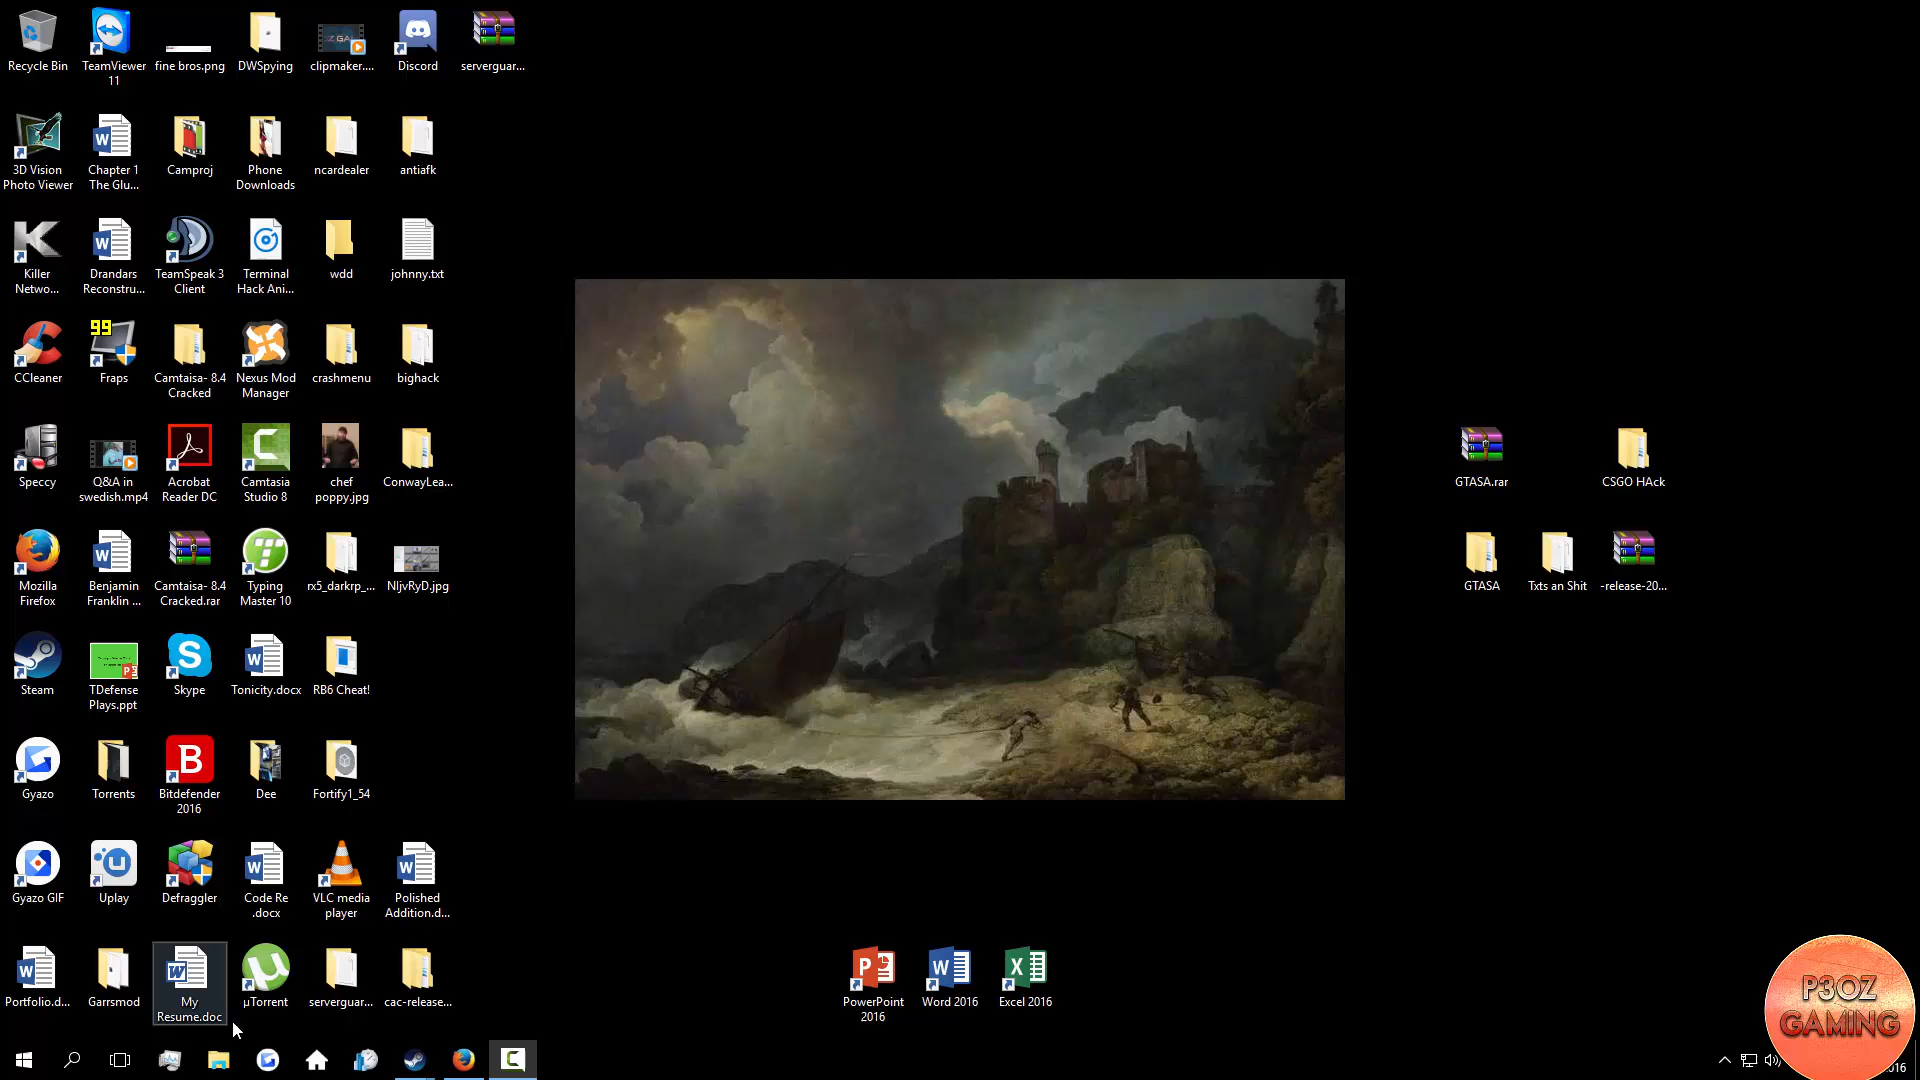 Recycle Bin
TeamViewer
11
fine bros.png
DWSpying
clipmaker....
Discord
serverguar...
3D Vision
Photo Viewer
Chapter 1
The Glu...
Camproj
Phone
Downloads
ncardealer
antiafk
Killer
Netwo...
Drandars
Reconstru...
TeamSpeak 3
Client
Terminal
Hack Ani...
wdd
johnny.txt
CCleaner
99
Fraps
Camtaisa- 8.4
Cracked
Nexus Mod
Manager
crashmenu
bighack
Speccy
Q&A in
swedish.mp4
Acrobat
Reader DC
Camtasia
Studio 8
chef
poppy.jpg
ConwayLea...
GTASA.rar
CSGO HAck
Mozilla
Firefox
Benjamin
Franklin ...
Camtaisa- 8.4
Cracked.rar
Typing
Master 10
rx5_darkrp_...
NljvRyD.jpg
GTASA
Txts an Shit
-release-20...
Steam
TDefense
Plays.ppt
Skype
Tonicity.docx
RB6 Cheat!
Gyazo
Torrents
Bitdefender
2016
Dee
Fortify1_54
Gyazo GIF
Uplay
Defraggler
Code Re
.docx
VLC media
player
Polished
Addition.d...
Portfolio.d...
Garrsmod
My
Resume.doc
µTorrent
serverguar...
cac-release...
PowerPoint
2016
Word 2016
Excel 2016
P3OZ
GAMING